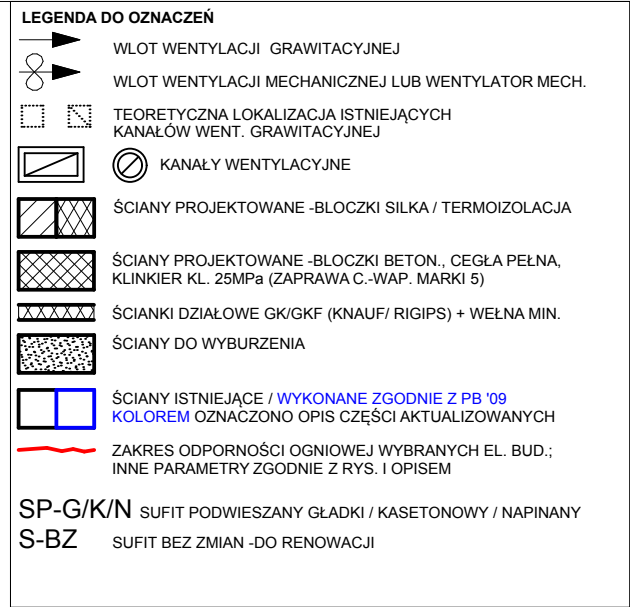 LEGENDA DO OZNACZEŃ
WLOT WENTYLACJI GRAWITACYJNEJ
WLOT WENTYLACJI MECHANICZNEJ LUB WENTYLATOR MECH.
TEORETYCZNA LOKALIZACJA ISTNIEJĄCYCH
KANAŁÓW WENT. GRAWITACYJNEJ
KANAŁY WENTYLACYJNE
ŚCIANY PROJEKTOWANE -BLOCZKI SILKA / TERMOIZOLACJA
ŚCIANY PROJEKTOWANE -BLOCZKI BETON., CEGŁA PEŁNA,
KLINKIER KL. 25MPa (ZAPRAWA C.-WAP. MARKI 5)
ŚCIANKI DZIAŁOWE GK/GKF (KNAUF/ RIGIPS) + WEŁNA MIN.
ŚCIANY DO WYBURZENIA
ŚCIANY ISTNIEJĄCE / WYKONANE ZGODNIE Z PB '09
KOLOREM OZNACZONO OPIS CZĘŚCI AKTUALIZOWANYCH
ZAKRES ODPORNOŚCI OGNIOWEJ WYBRANYCH EL. BUD.;
INNE PARAMETRY ZGODNIE Z RYS. I OPISEM
SP-G/K/N SUFIT PODWIESZANY GŁADKI / KASETONOWY / NAPINANY
S-BZ SUFIT BEZ ZMIAN -DO RENOWACJI